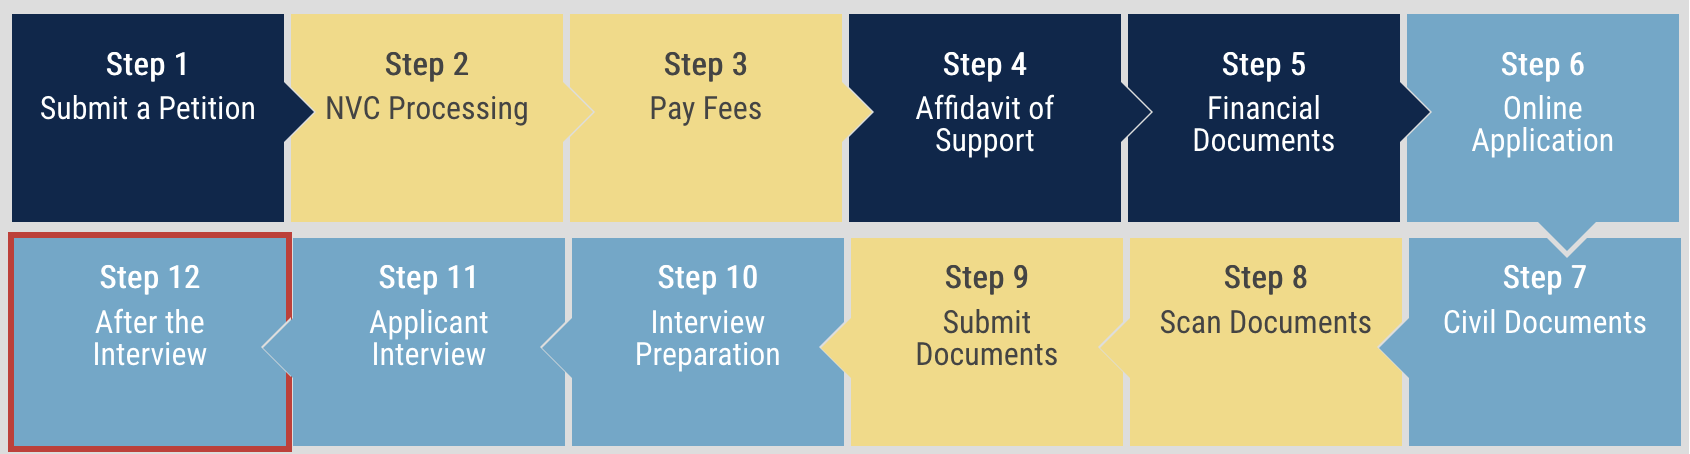 Step 1
Submit a Petition
Step 2
NVC Processing
Step 3
Pay Fees
Step 4
Affidavit of
Support
Step 5
Financial
Documents
Step 6
Online
Application
Step 7
Civil Documents
Step 8
Scan Documents
Step 9
Submit
Documents
Step 10
Interview
Preparation
Step 11
Applicant
Interview
Step 12
After the
Interview